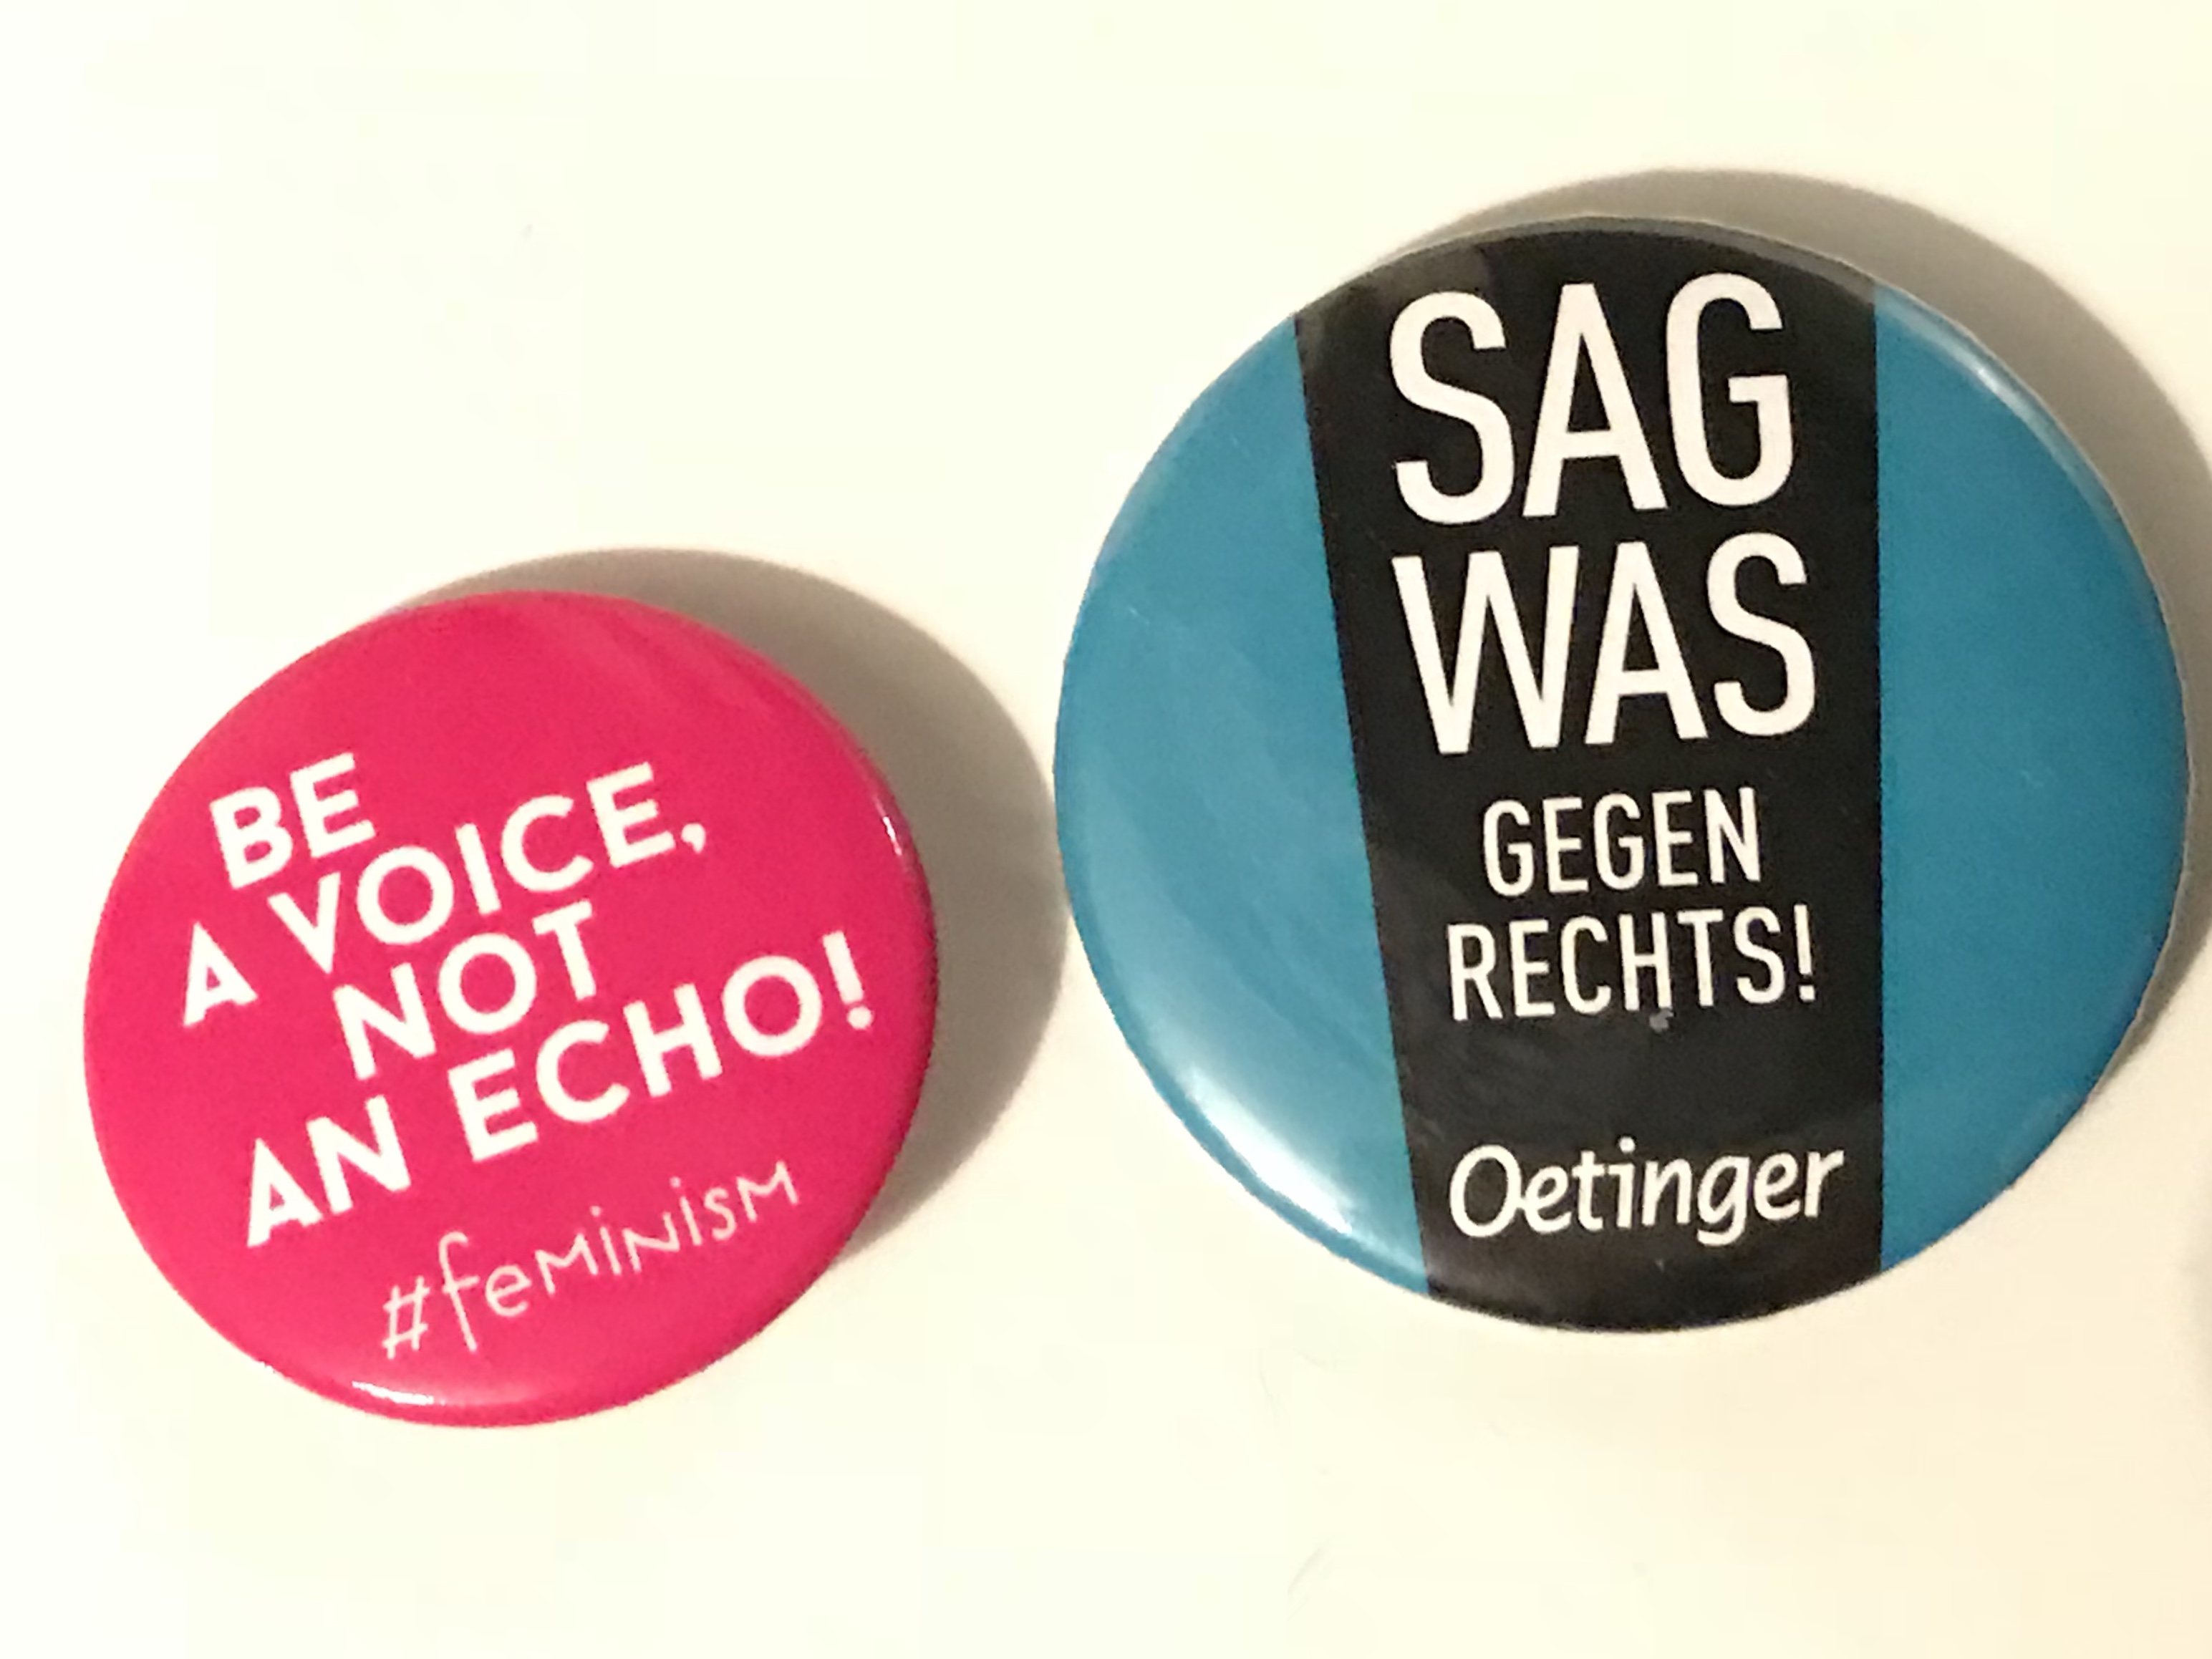 BE
A VOICE,
NOT
AN ECHO!
#feminism
SAG
WAS
GEGEN
RECHTS!
Oetinger